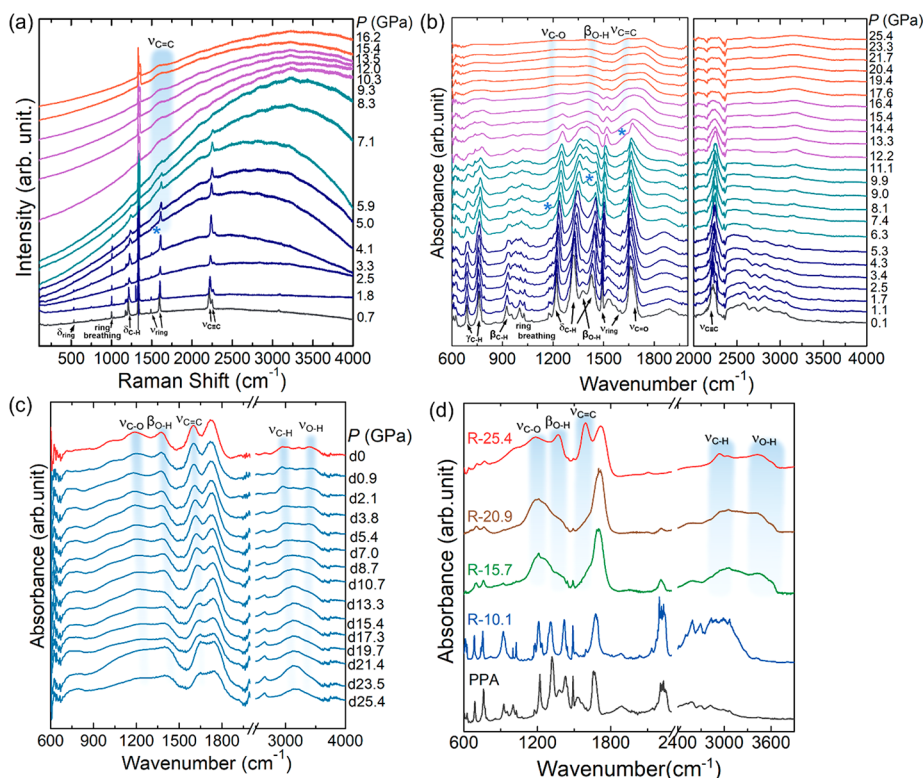 (a)
P (GPa)
νC=C
16.2
15.4
13.5
12.0
10.3
9.3
8.3
7.1
5.9
5.0
4.1
3.3
2.5
1.8
0.7
*
δring
ring
breathing
δC-H
νring
νC≡C
Intensity (arb. unit.)
500 1000 1500 2000 2500 3000 3500 4000
Raman Shift (cm-1)
(b)
νC-O βO-H νC=C
P (GPa)
25.4
23.3
21.7
20.4
19.4
17.6
16.4
15.4
14.4
13.3
12.2
11.1
9.9
9.0
8.1
7.4
6.3
5.3
4.3
3.4
2.5
1.7
1.1
0.1
*
*
*
γC-H
βC-H
ring
breathing
δC-H
βO-H
νring
νC=O
νC≡C
Absorbance (arb.unit)
600 900 1200 1500 1800 2000 2400 2800 3200 3600
Wavenumber (cm-1)
(c)
νC-O βO-H νC=C νC-H νO-H
P (GPa)
d0
d0.9
d2.1
d3.8
d5.4
d7.0
d8.7
d10.7
d13.3
d15.4
d17.3
d19.7
d21.4
d23.5
d25.4
Absorbance (arb.unit)
600 900 1200 1500 1800 3000 3500 4000
Wavenumber (cm-1)
(d)
νC-O βO-H νC=C
νC-H νO-H
R-25.4
R-20.9
R-15.7
R-10.1
PPA
Absorbance (arb.unit)
600 1200 1800 2400 3000 3600
Wavenumber(cm-1)